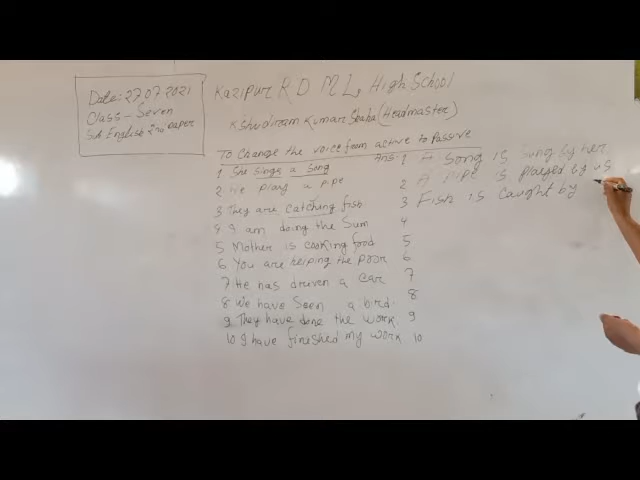 Date: 27.07.2021
Class - Seven
Sub English 2nd Paper
Kazipur R D M L High School
Kshudiram Kumar Shaha (Headmaster)
To Change the voice from active to Passive
1 She sings a song
2 We play a pipe
3 They are catching fish
4 I am doing the Sum
5 Mother is cooking food
6 You are helping the poor
7 He has driven a car
8 We have Seen a bird.
9 They have done the work.
10 I have finished my work
Ans: 1 A Song is Sung by her
2 A Pipe is played by us
3 Fish is Caught by
4
5
6
7
8
9
10